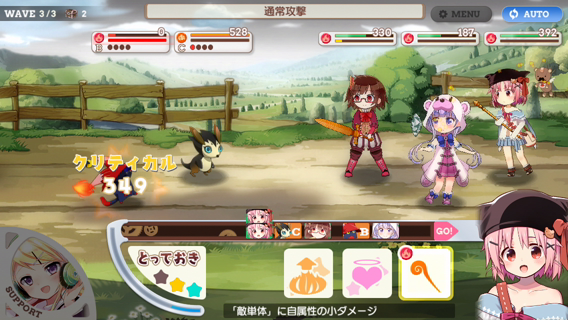 WAVE 3/3 2
通常攻撃
MENU
AUTO
B 0
C 528
330
187
392
クリティカル
349
C
B
GO!
とっておき
SUPPORT
「敵単体」に自属性の小ダメージ